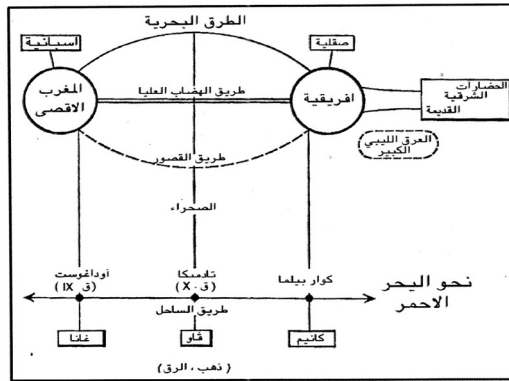 الطرق البحرية
اسبانية
صقلية
المغرب
الاقصى
طريق الهضاب العليا
افريقية
الحضارات
الشرقية
القديمة
العرق الليبي
الكبير
طريق القصور
الصحراء
أوداغوست
(ق. IX)
تادمكا
(ق. X)
كوار بيلما
نحو البحر
الاحمر
طريق الساحل
غانا
ڤاو
كانيم
(ذهب، الرق)